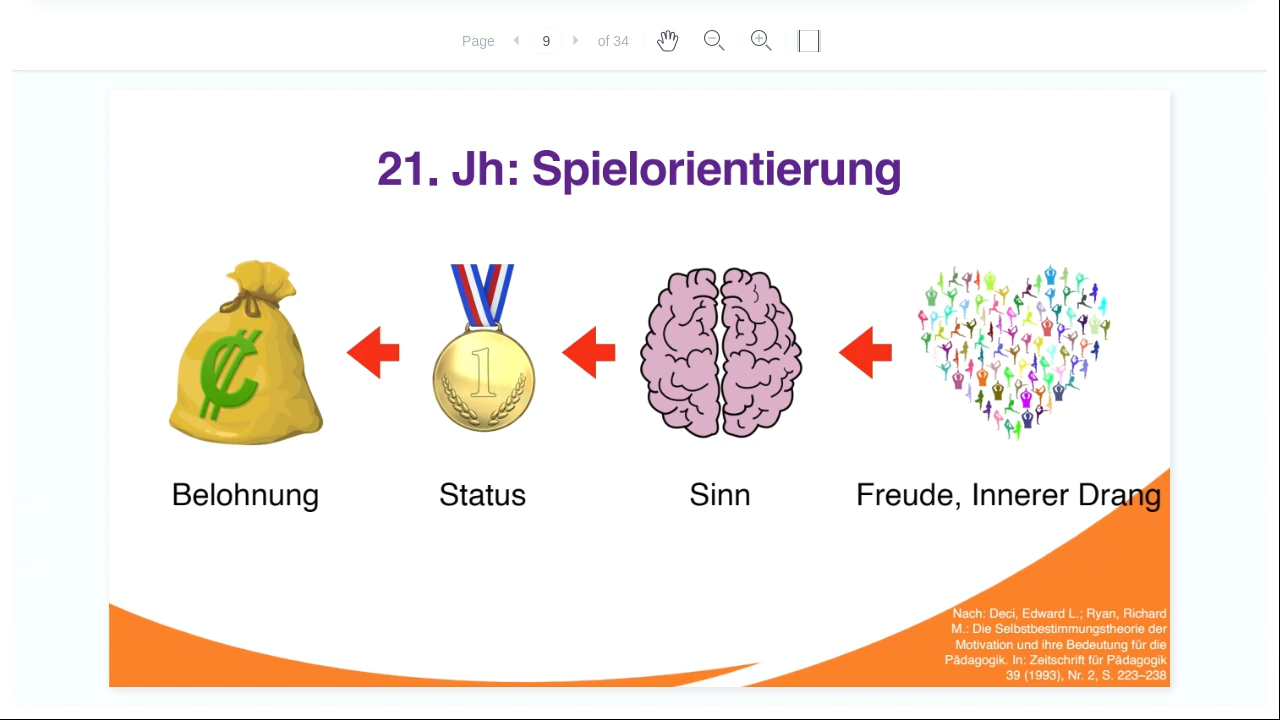 Page 9 of 34
21. Jh: Spielorientierung
₵
1
Belohnung Status Sinn Freude, Innerer Drang
Nach: Deci, Edward L.; Ryan, Richard
M.: Die Selbstbestimmungstheorie der
Motivation und ihre Bedeutung für die
Pädagogik. In: Zeitschrift für Pädagogik
39 (1993), Nr. 2, S. 223–238